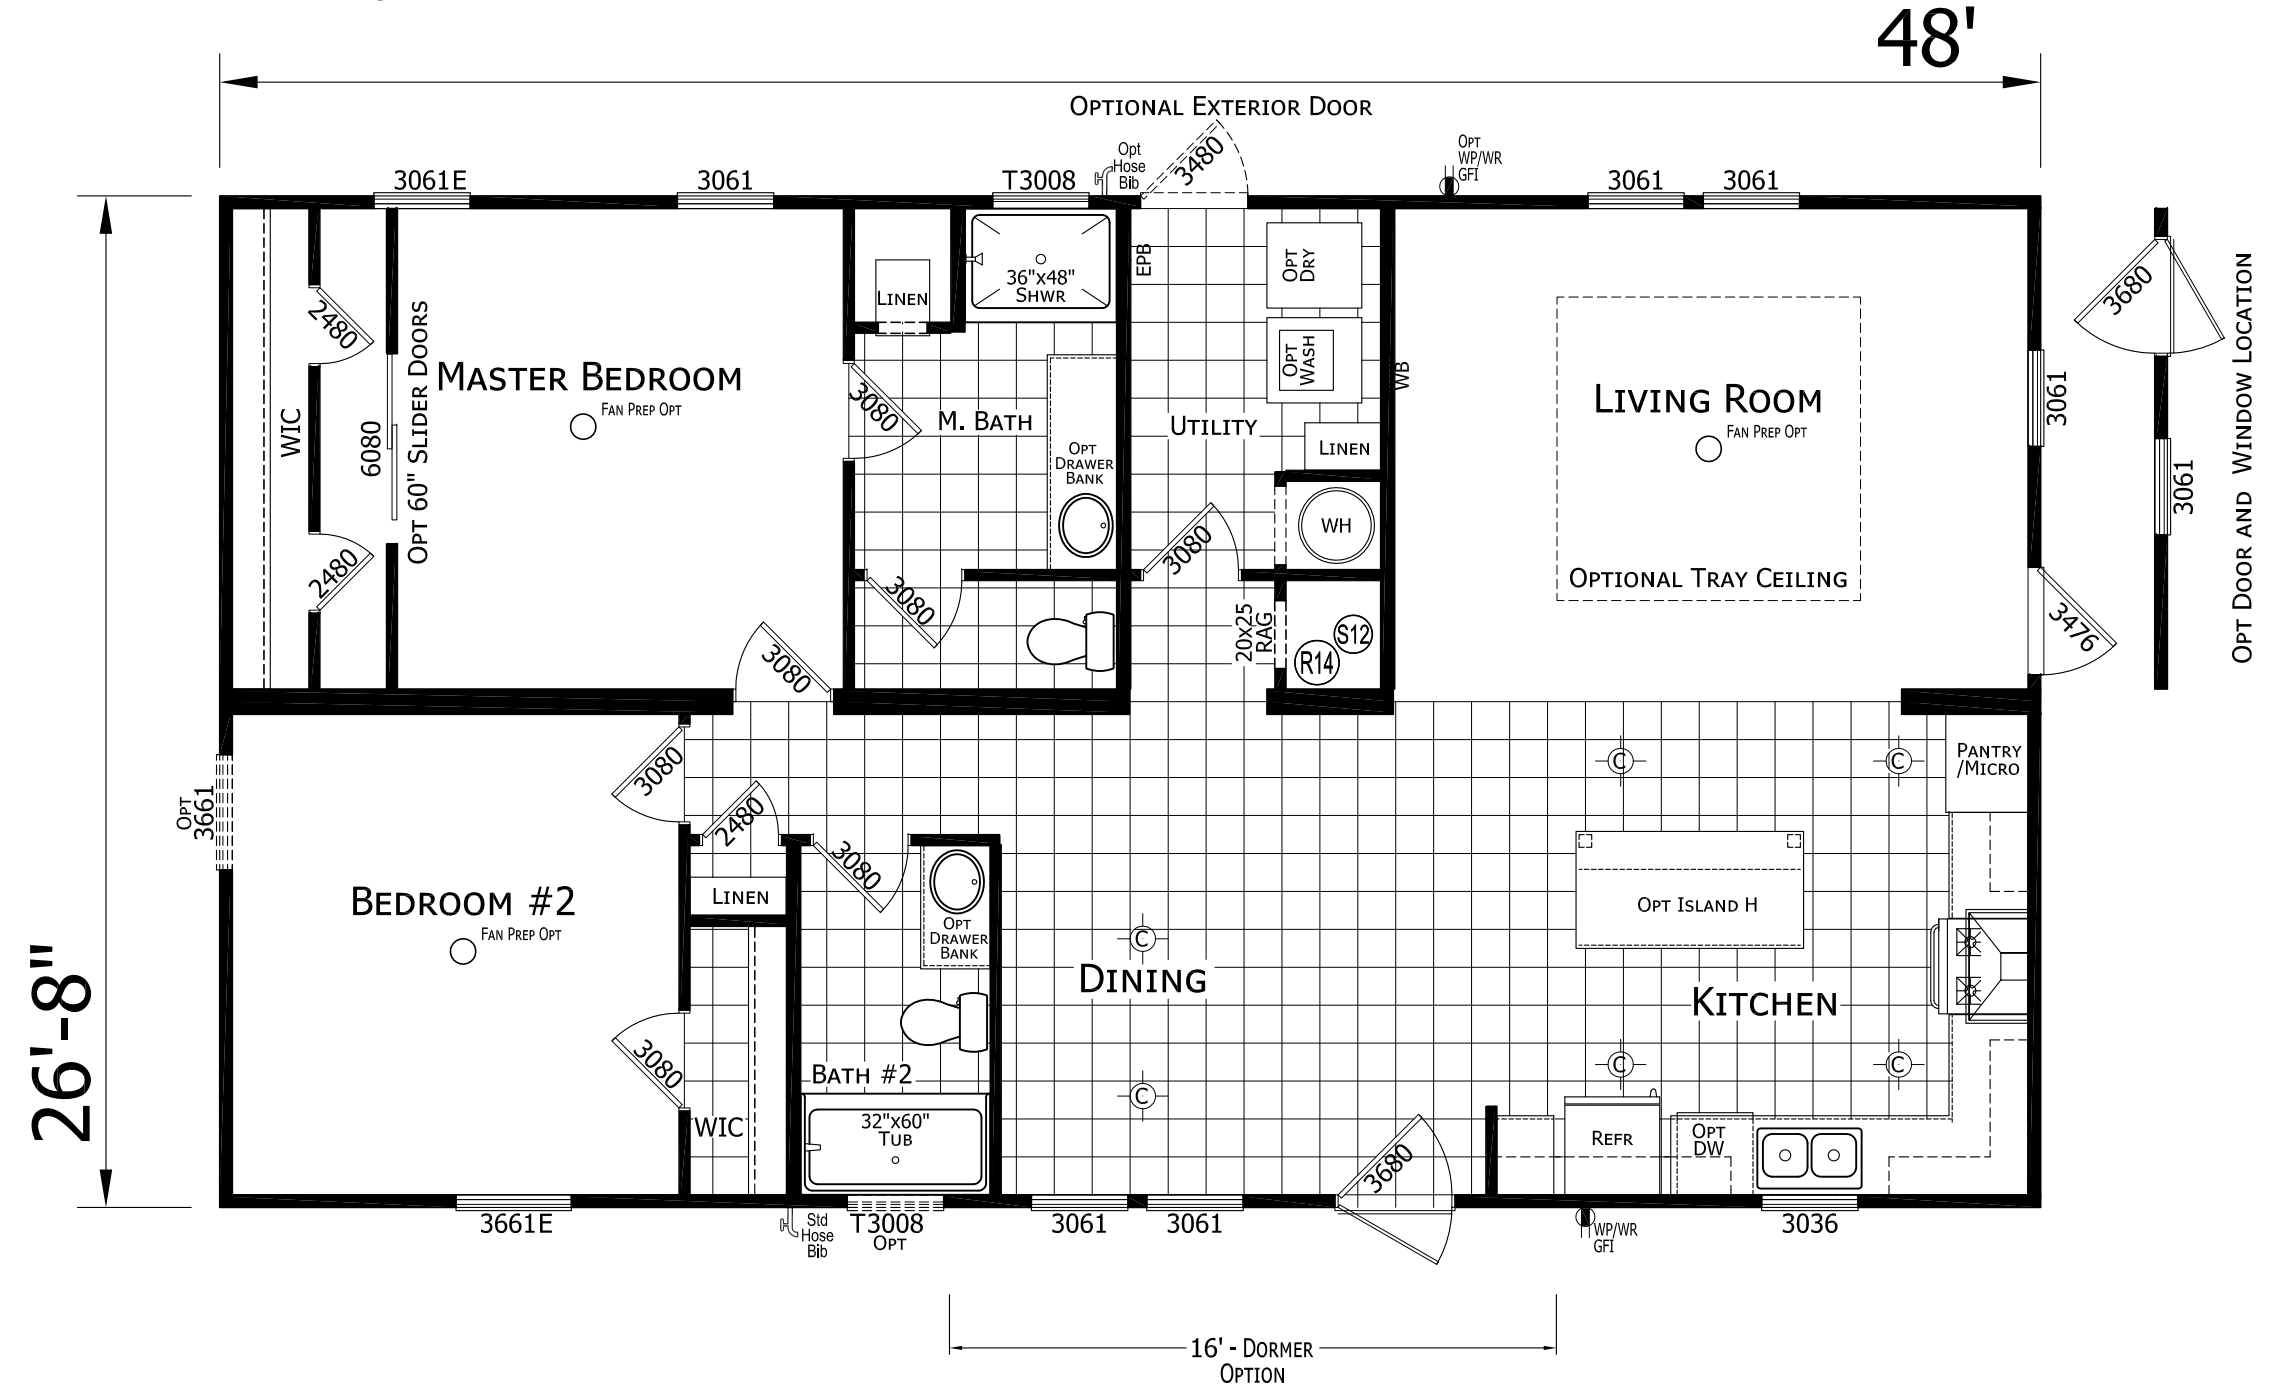 48'
OPTIONAL EXTERIOR DOOR
3061E
3061
T3008
Opt
Hose
Bib
3480
Opt
WP/WR
GFI
3061
3061
2480
WIC
2480
6080
OPT 60" SLIDER DOORS
MASTER BEDROOM
FAN PREP OPT
LINEN
36"x48"
SHWR
3080
M. BATH
OPT
DRAWER
BANK
3080
3080
EPB
OPT
DRY
OPT
WASH
UTILITY
LINEN
WH
3080
20x25
RAG
S12
R14
WB
LIVING ROOM
FAN PREP OPT
OPTIONAL TRAY CEILING
3061
3476
3680
3061
OPT DOOR AND WINDOW LOCATION
26'-8"
OPT
3661
BEDROOM #2
FAN PREP OPT
3080
2480
3080
LINEN
OPT
DRAWER
BANK
3080
WIC
BATH #2
32"x60"
TUB
C
DINING
C
C
C
PANTRY
/MICRO
OPT ISLAND H
KITCHEN
C
C
REFR
OPT
DW
3680
3661E
Std
Hose
Bib
T3008
OPT
3061
3061
WP/WR
GFI
3036
16' - DORMER
OPTION